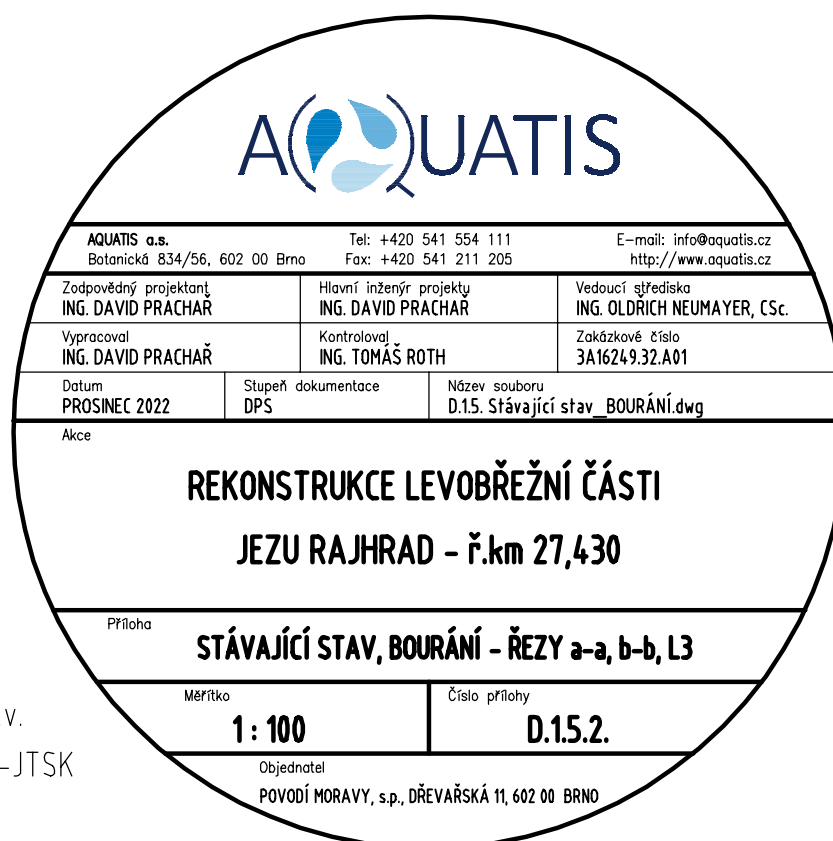 AQUATIS
AQUATIS a.s. Tel: +420 541 554 111 E-mail: info@aquatis.cz
Botanická 834/56, 602 00 Brno Fax: +420 541 211 205 http://www.aquatis.cz
Zodpovědný projektant Hlavní inženýr projektu Vedoucí střediska
ING. DAVID PRACHAŘ ING. DAVID PRACHAŘ ING. OLDŘICH NEUMAYER, CSc.
Vypracoval Kontroloval Zakázkové číslo
ING. DAVID PRACHAŘ ING. TOMÁŠ ROTH 3A16249.32.A01
Datum Stupeň dokumentace Název souboru
PROSINEC 2022 DPS D.1.5. Stávající stav_BOURÁNÍ.dwg
Akce
REKONSTRUKCE LEVOBŘEŽNÍ ČÁSTI
JEZU RAJHRAD - ř.km 27,430
Příloha
STÁVAJÍCÍ STAV, BOURÁNÍ - ŘEZY a-a, b-b, L3
Měřítko Číslo přílohy
1 : 100 D.1.5.2.
Objednatel
POVODÍ MORAVY, s.p., DŘEVAŘSKÁ 11, 602 00 BRNO
V.
-JTSK